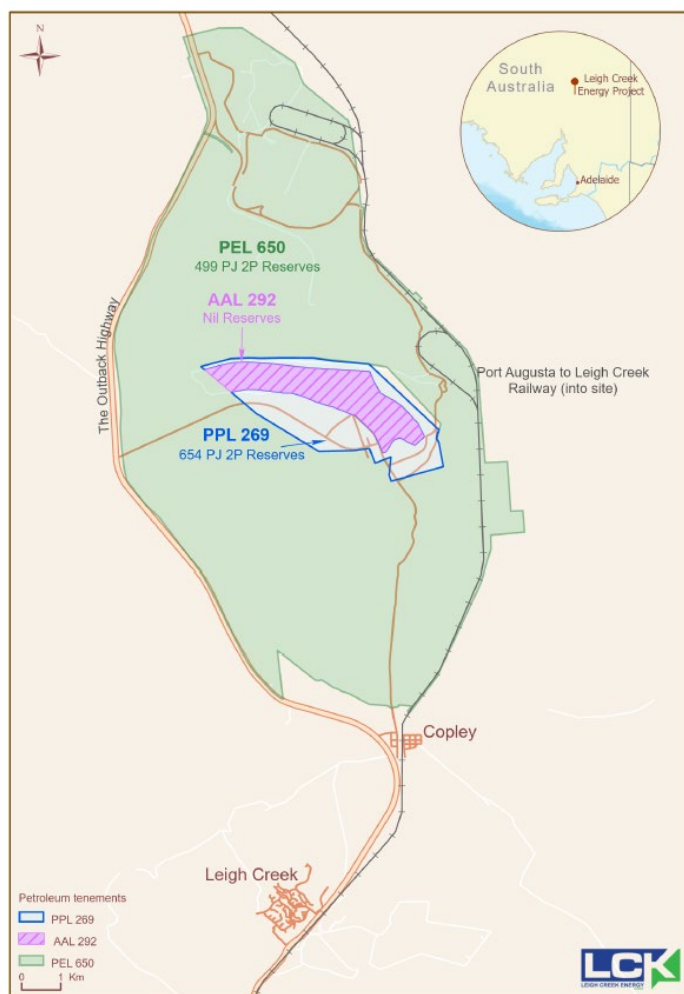 N
South
Australia
Leigh Creek
Energy Project
Adelaide
PEL 650
499 PJ 2P Reserves
AAL 292
Nil Reserves
The Outback Highway
Port Augusta to Leigh Creek
Railway (into site)
PPL 269
654 PJ 2P Reserves
Copley
Leigh Creek
Petroleum tenements
PPL 269
AAL 292
PEL 650
0 1 Km
LCK
LEIGH CREEK ENERGY